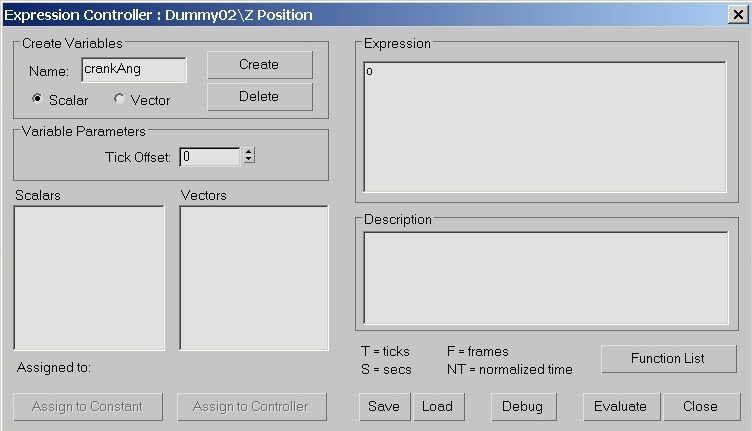 Expression Controller : Dummy02\Z Position
Create Variables
Name: crankAng
Create
Scalar Vector
Delete
Variable Parameters
Tick Offset: 0
Scalars
Vectors
Assigned to:
Assign to Constant
Assign to Controller
Expression
0
Description
T = ticks F = frames
S = secs NT = normalized time
Function List
Save
Load
Debug
Evaluate
Close